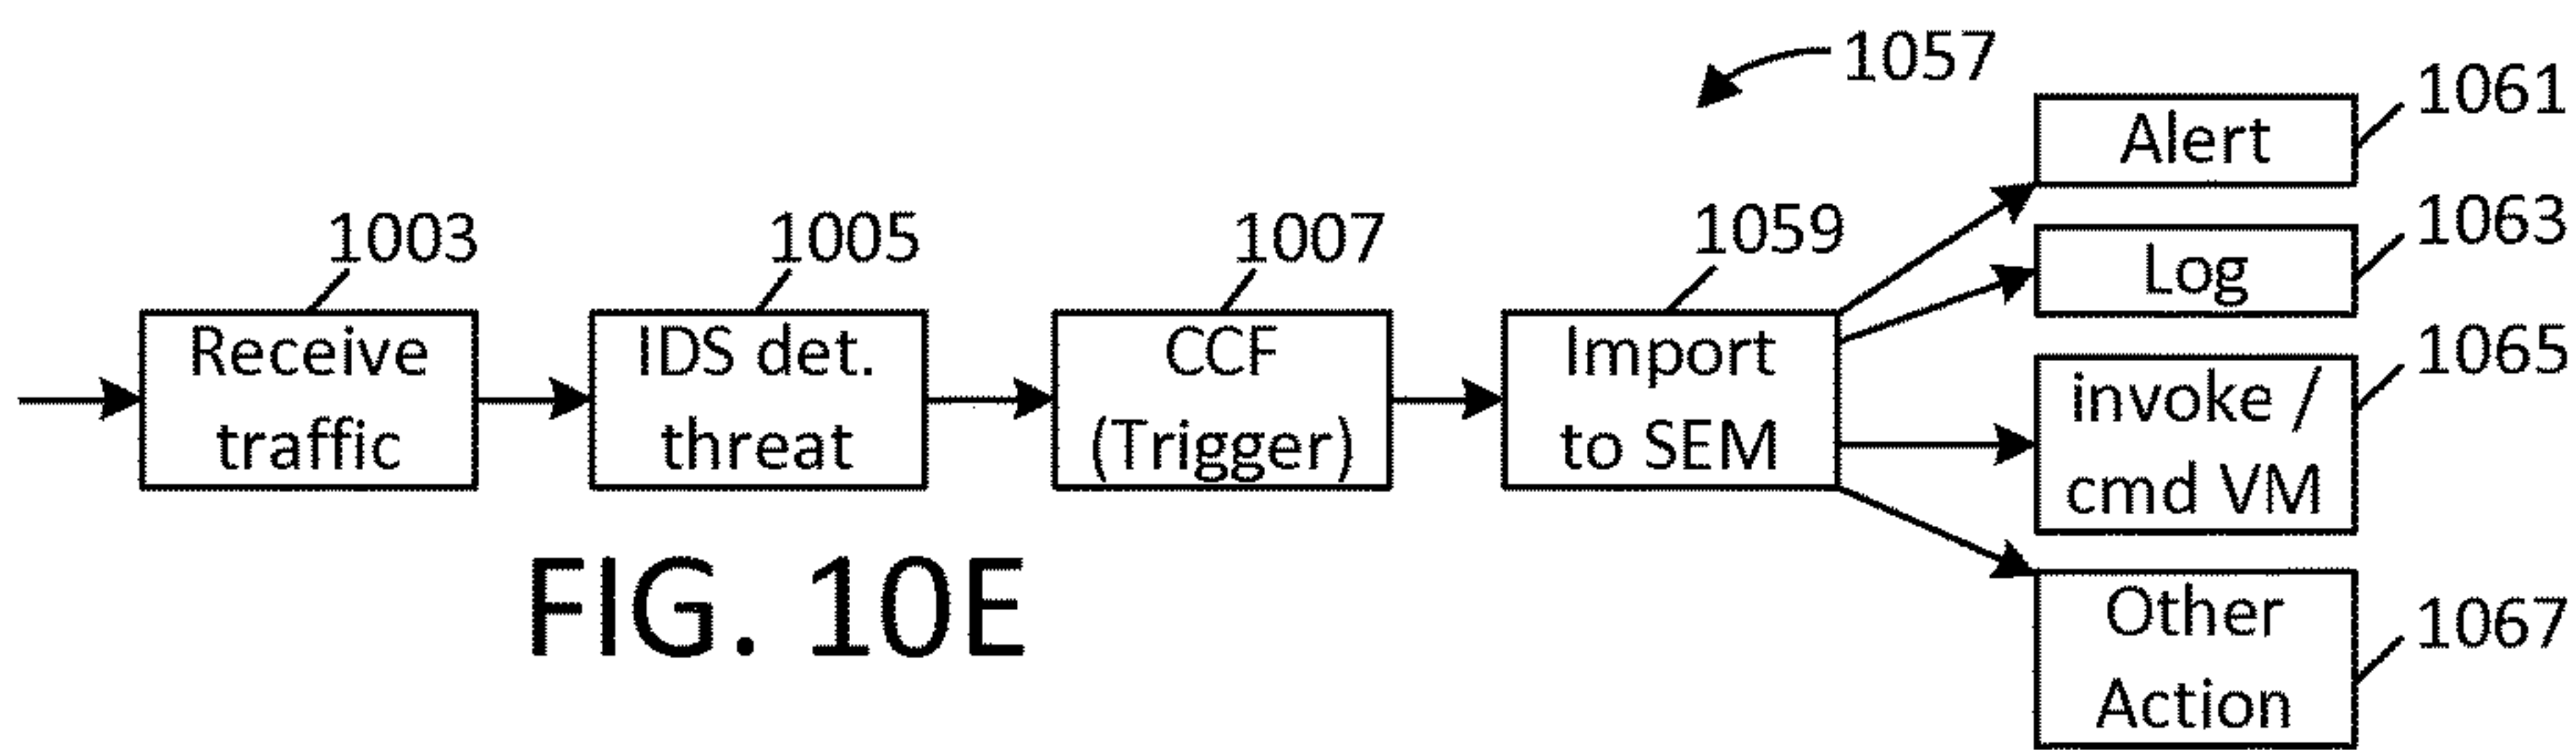 1057
1061
Alert
1063
Log
1003
1005
1007
1059
Receive
traffic
IDS det.
threat
CCF
(Trigger)
Import
to SEM
1065
invoke /
cmd VM
1067
Other
Action
FIG. 10E